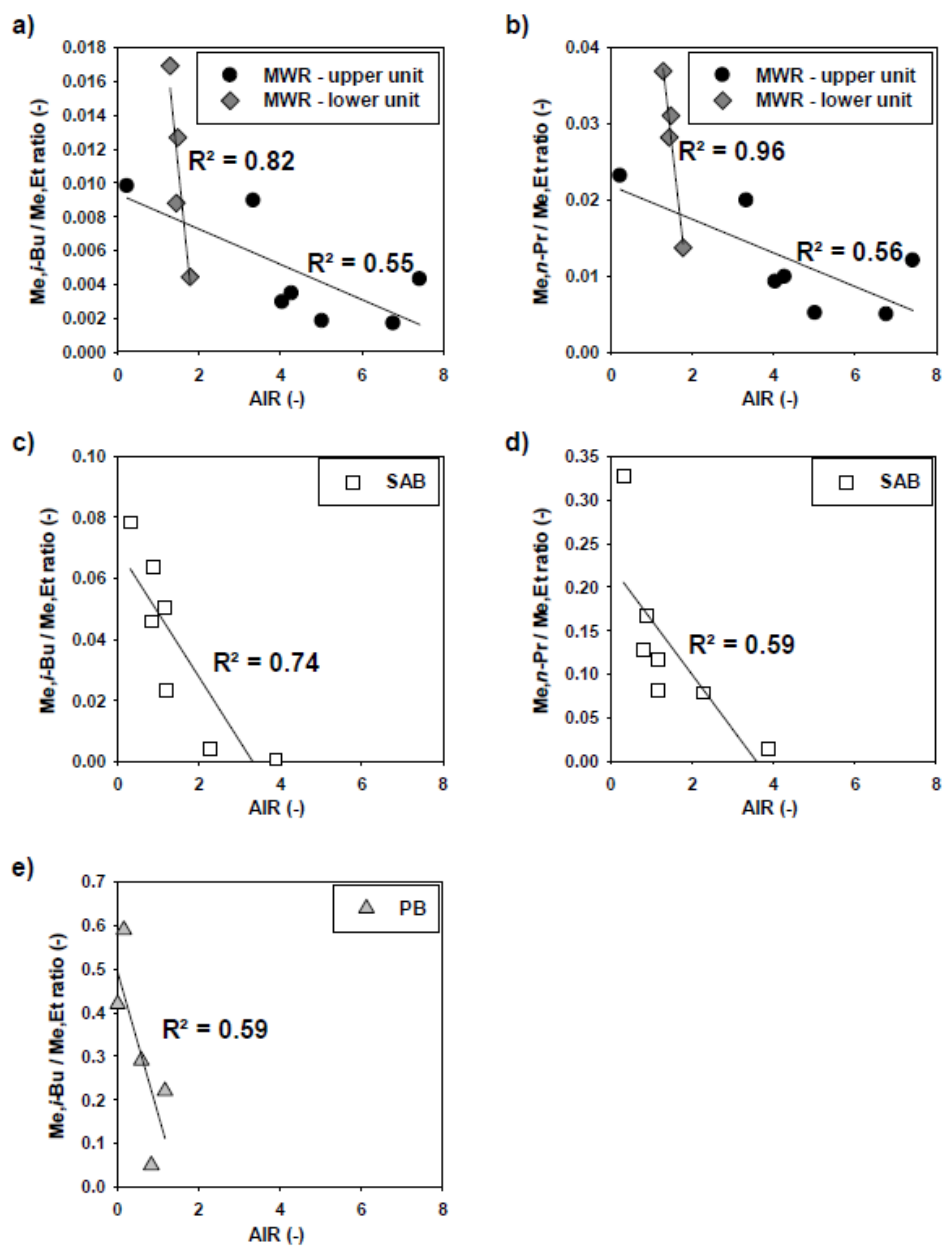 a)
0.018
0.016
0.014
0.012
0.010
0.008
0.006
0.004
0.002
0.000
Me,i-Bu / Me,Et ratio (-)
MWR - upper unit
MWR - lower unit
R² = 0.82
R² = 0.55
0 2 4 6 8
AIR (-)
b)
0.04
0.03
0.02
0.01
0.00
Me,n-Pr / Me,Et ratio (-)
MWR - upper unit
MWR - lower unit
R² = 0.96
R² = 0.56
0 2 4 6 8
AIR (-)
c)
0.10
0.08
0.06
0.04
0.02
0.00
Me,i-Bu / Me,Et ratio (-)
SAB
R² = 0.74
0 2 4 6 8
AIR (-)
d)
0.35
0.30
0.25
0.20
0.15
0.10
0.05
0.00
Me,n-Pr / Me,Et ratio (-)
SAB
R² = 0.59
0 2 4 6 8
AIR (-)
e)
0.7
0.6
0.5
0.4
0.3
0.2
0.1
0.0
Me,i-Bu / Me,Et ratio (-)
PB
R² = 0.59
0 2 4 6 8
AIR (-)